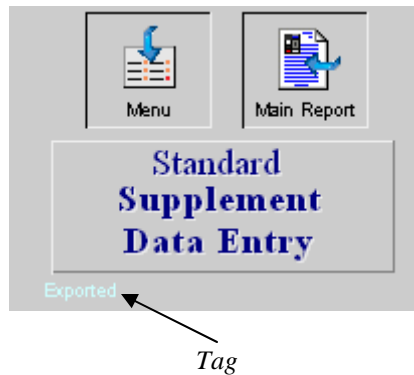 Menu
Main Report
Standard
Supplement
Data Entry
Exported
Tag